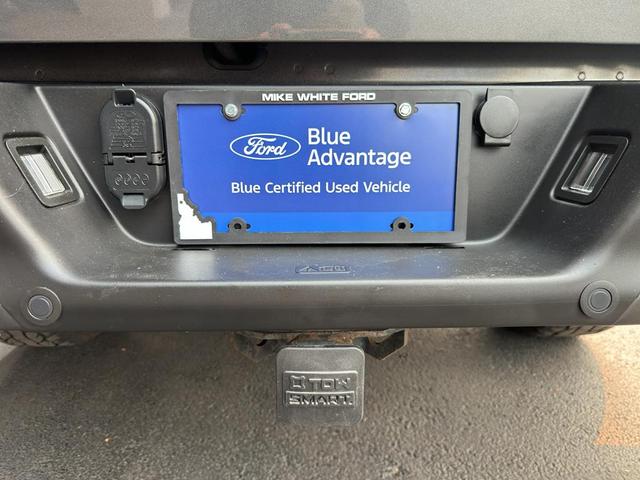 MIKE WHITE FORD
Ford
Blue
Advantage
Blue Certified Used Vehicle
TOW
SMART